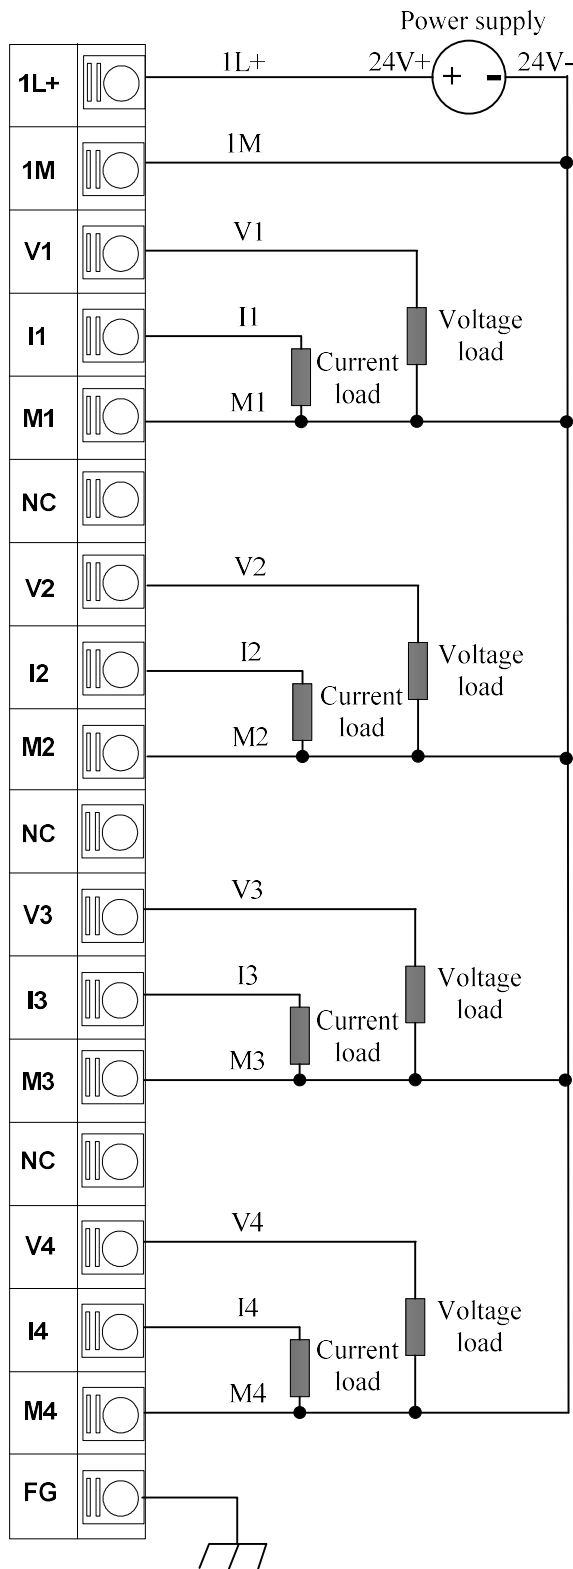 Power supply
1L+ 1L+ 24V+ + - 24V-
1M 1M
V1 V1
I1 I1
Voltage
load
Current
load
M1 M1
NC
V2 V2
I2 I2
Voltage
load
Current
load
M2 M2
NC
V3 V3
I3 I3
Voltage
load
Current
load
M3 M3
NC
V4 V4
I4 I4
Voltage
load
Current
load
M4 M4
FG